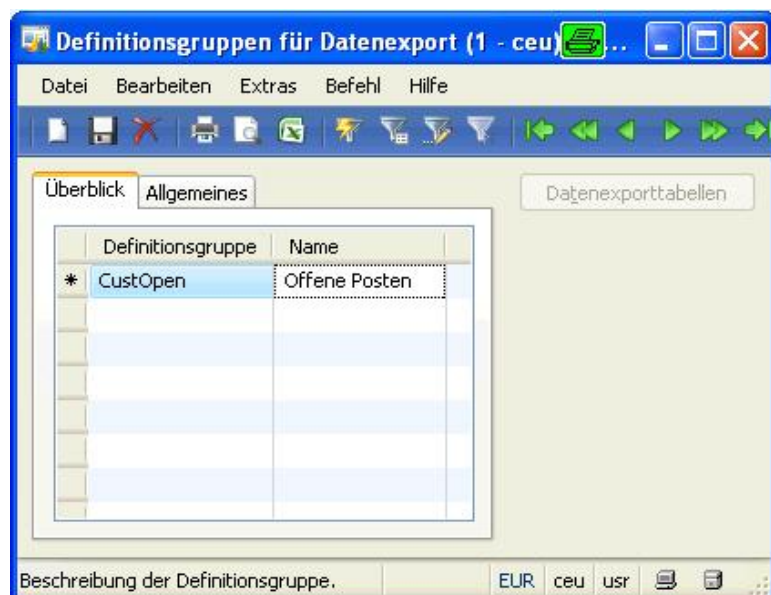 Definitionsgruppen für Datenexport (1 - ceu) ...
Datei Bearbeiten Extras Befehl Hilfe
Überblick Allgemeines Datenexporttabellen
Definitionsgruppe Name
* CustOpen Offene Posten
Beschreibung der Definitionsgruppe. EUR ceu usr